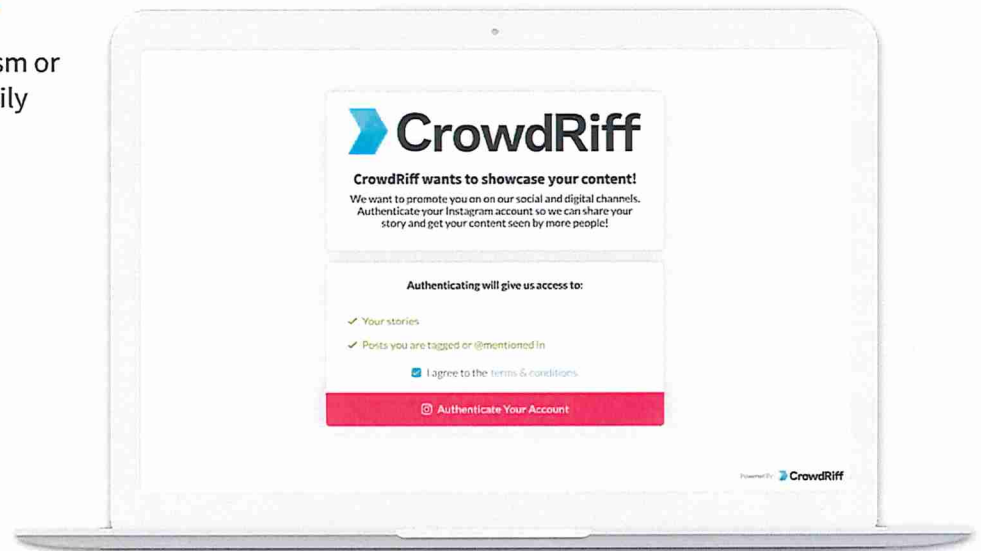 sm or
ily
CrowdRiff
CrowdRiff wants to showcase your content!
We want to promote you on on our social and digital channels.
Authenticate your Instagram account so we can share your
story and get your content seen by more people!
Authenticating will give us access to:
✓ Your stories
✓ Posts you are tagged or @mentioned in
I agree to the terms & conditions
Authenticate Your Account
Powered By CrowdRiff